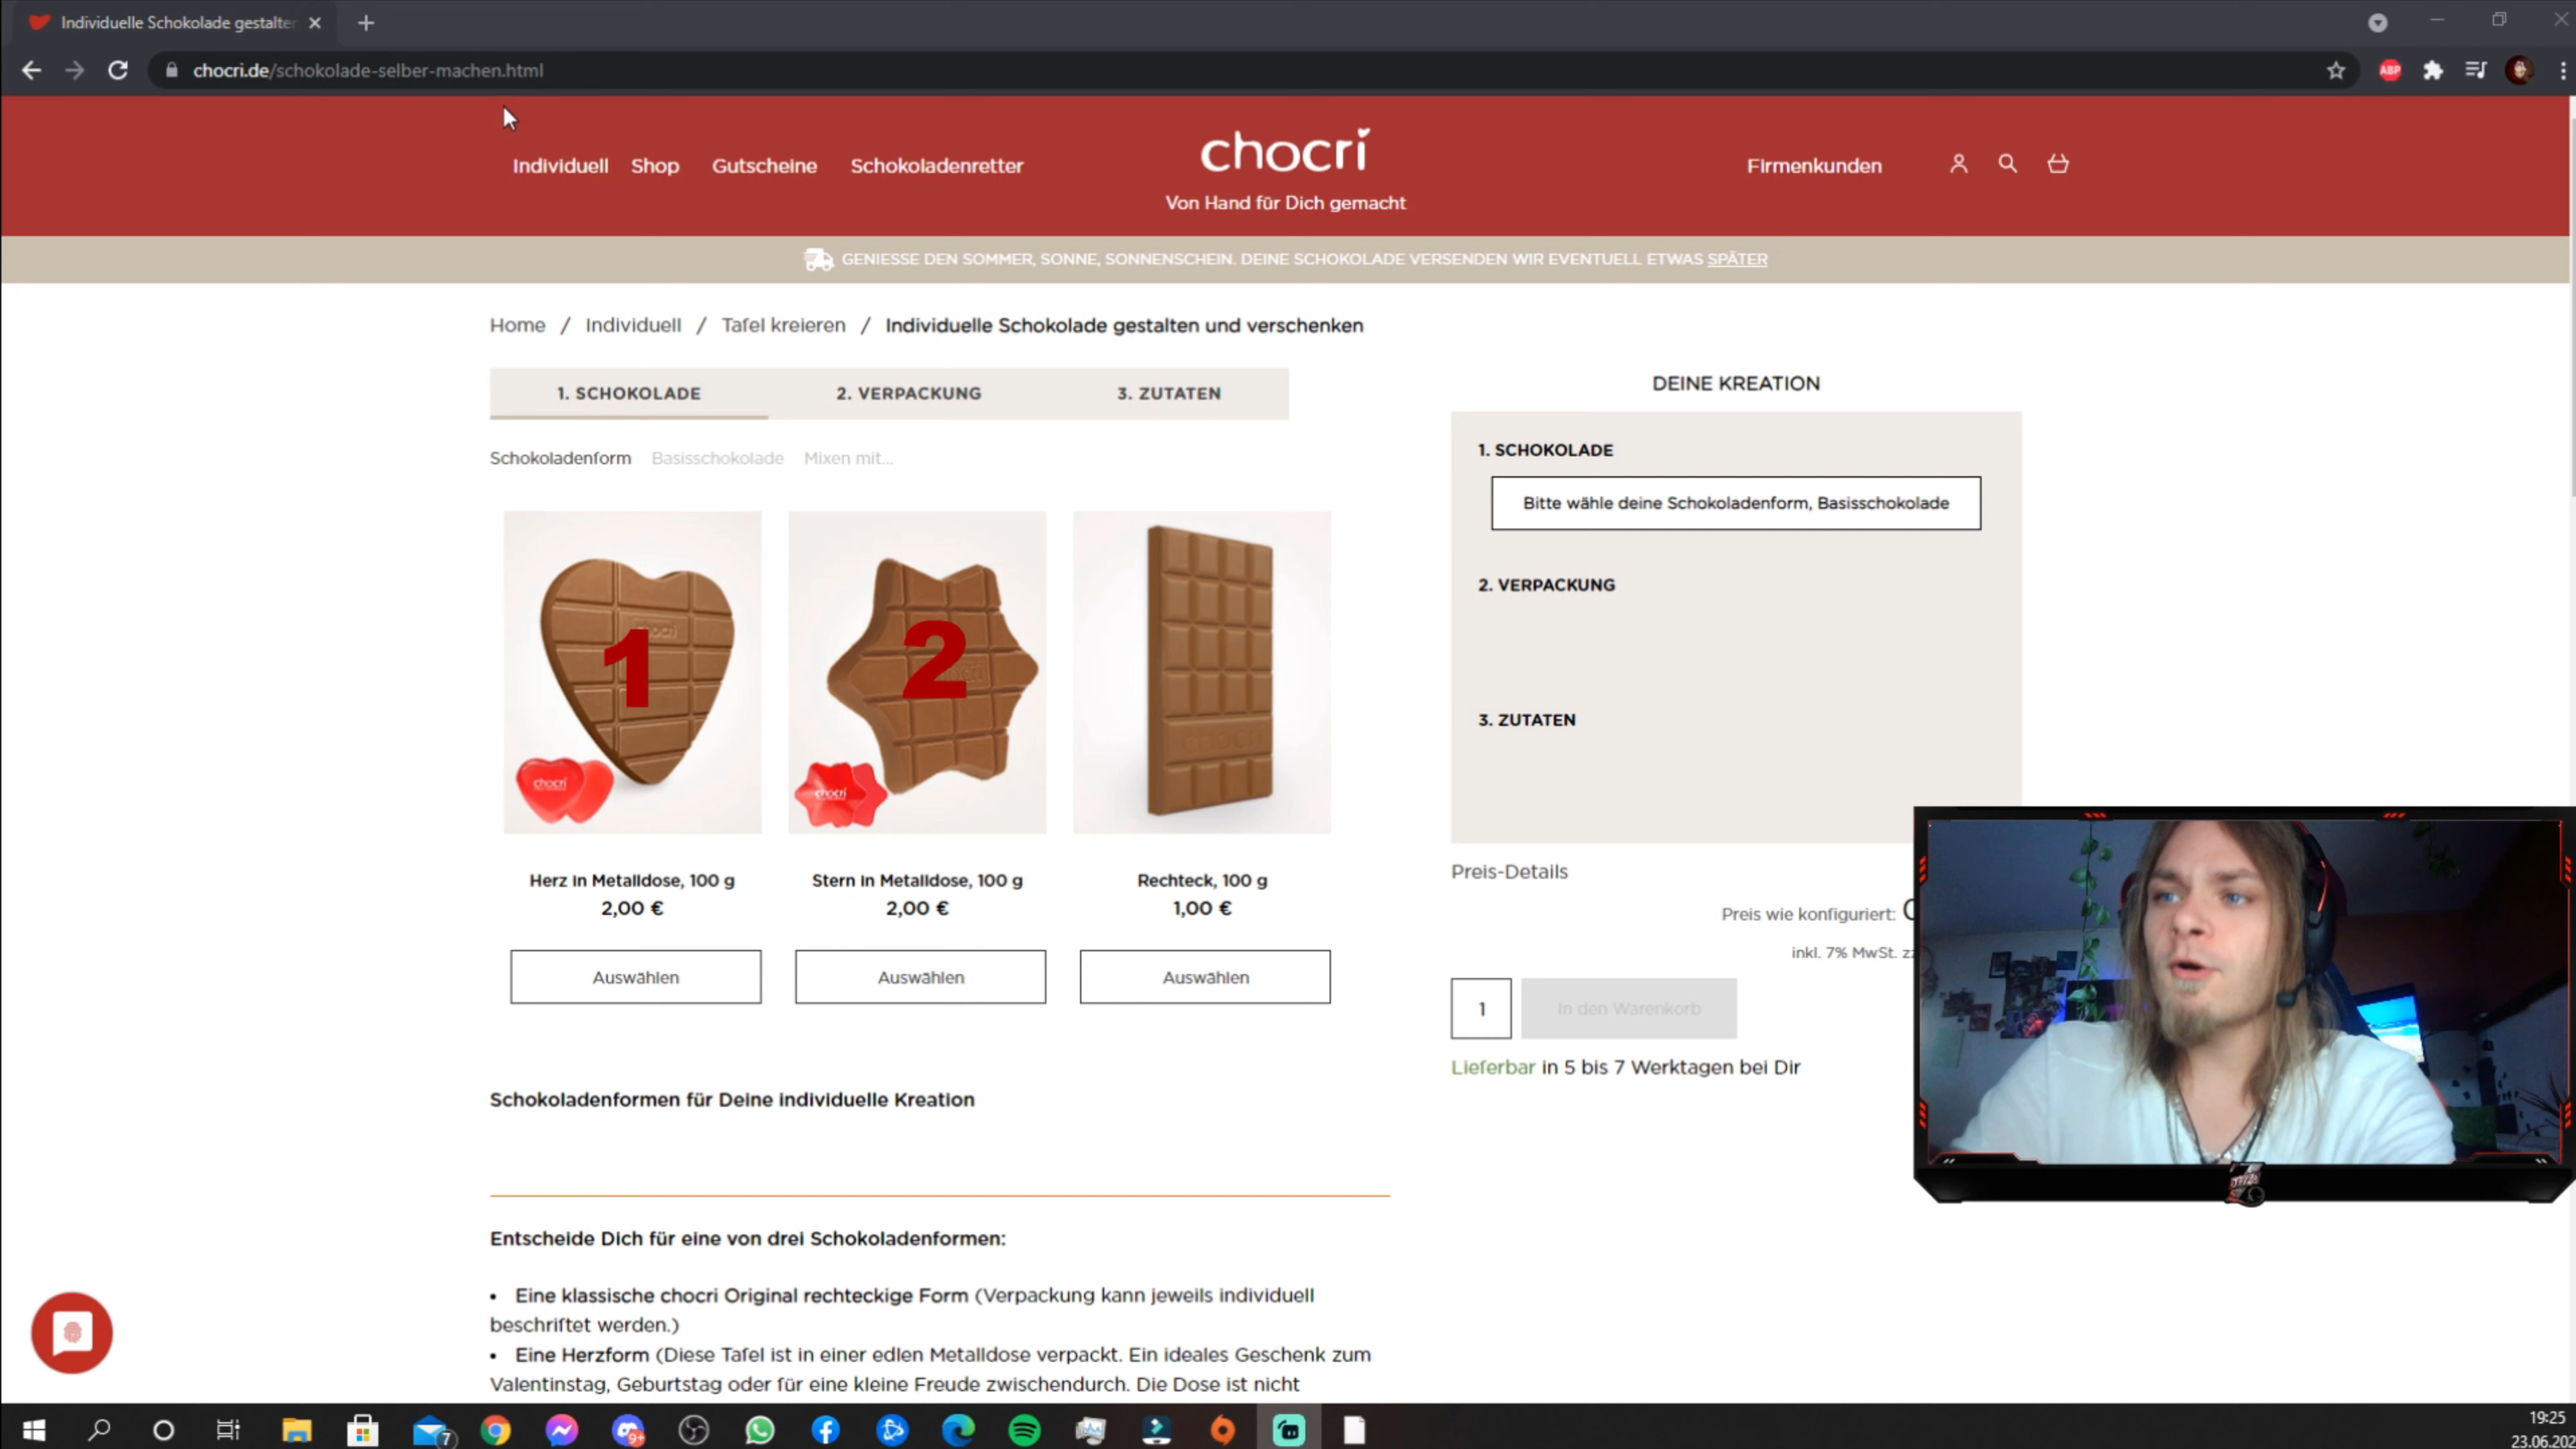 Individuelle Schokolade gestalten
chocri.de/schokolade-selber-machen.html
ABP
Individuell Shop Gutscheine Schokoladenretter
chocri
Von Hand für Dich gemacht
Firmenkunden
GENIESSE DEN SOMMER, SONNE, SONNENSCHEIN. DEINE SCHOKOLADE VERSENDEN WIR EVENTUELL ETWAS SPÄTER
Home / Individuell / Tafel kreieren / Individuelle Schokolade gestalten und verschenken
1. SCHOKOLADE 2. VERPACKUNG 3. ZUTATEN
Schokoladenform Basisschokolade Mixen mit...
DEINE KREATION
1. SCHOKOLADE
Bitte wähle deine Schokoladenform, Basisschokolade
2. VERPACKUNG
3. ZUTATEN
chocri
1
2
CHOCRI
chocri
chocri
Herz in Metalldose, 100 g
2,00 €
Auswählen
Stern in Metalldose, 100 g
2,00 €
Auswählen
Rechteck, 100 g
1,00 €
Auswählen
Preis-Details
Preis wie konfiguriert:
inkl. 7% MwSt.
1
In den Warenkorb
Lieferbar in 5 bis 7 Werktagen bei Dir
Schokoladenformen für Deine individuelle Kreation
Entscheide Dich für eine von drei Schokoladenformen:
• Eine klassische chocri Original rechteckige Form (Verpackung kann jeweils individuell
beschriftet werden.)
• Eine Herzform (Diese Tafel ist in einer edlen Metalldose verpackt. Ein ideales Geschenk zum
Valentinstag, Geburtstag oder für eine kleine Freude zwischendurch. Die Dose ist nicht
7
9+
19:25
23.06.202